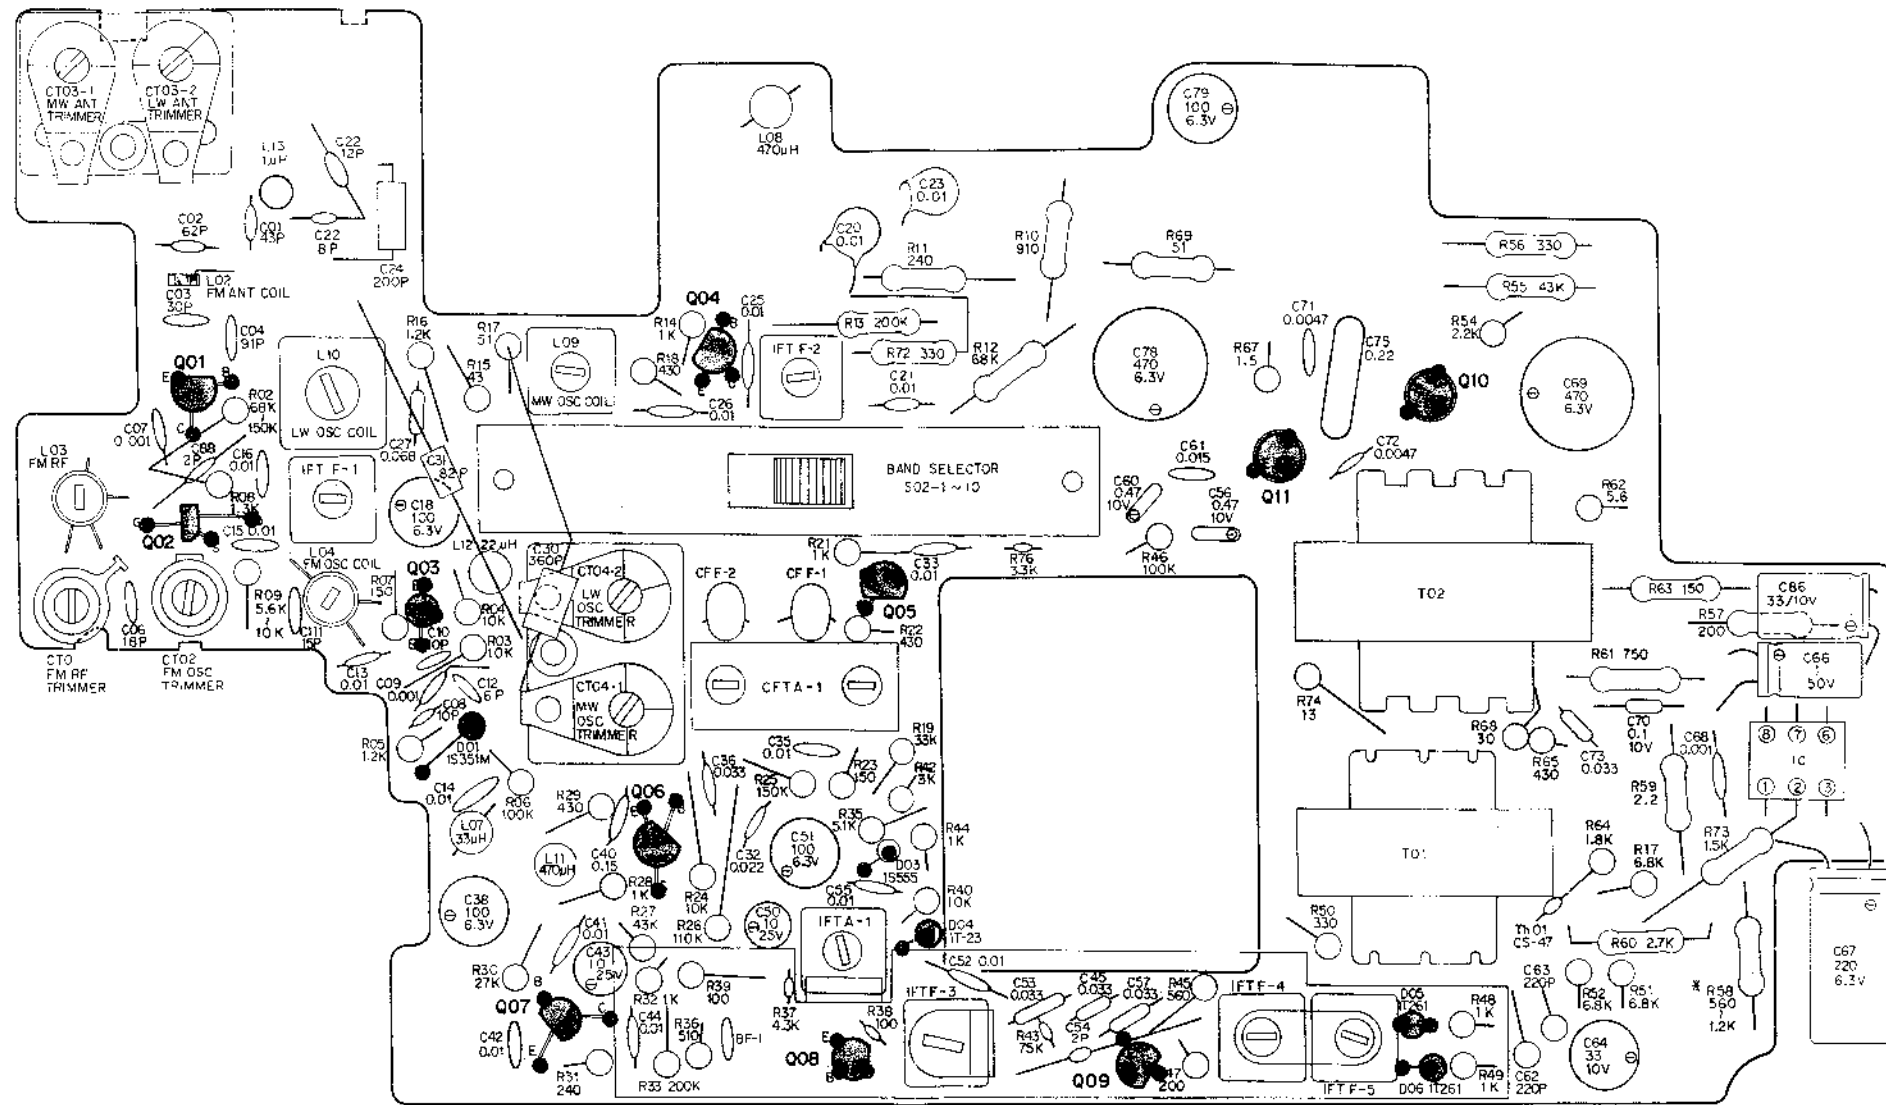 CT03-1
MW ANT
TRIMMER
CT03-2
LW ANT
TRIMMER
L13
1μH
C22
12P
C02
62P
C01
43P
C22
8P
C24
200P
L02
FM ANT COIL
C03
30P
C04
91P
Q01
E
B
C
R02
68K
150K
C07
0.001
C88
2P
C16
0.01
L03
FM RF
R08
1.3K
Q02
G
S
C15 0.01
L10
LW OSC COIL
IFT F-1
L04
FM OSC COIL
CT0
FM RF
TRIMMER
C06
18P
CT02
FM OSC
TRIMMER
R09
5.6K
~
10K
C111
15P
R16
1.2K
R17
51
R15
43
L09
MW OSC COIL
C27
0.068
C31
82P
C18
100
6.3V
L12 22μH
C30
360P
R07
150
Q03
R04
10K
C10
R03
10K
C13
0.01
C09
0.001
C12
6P
C08
10P
R05
1.2K
D01
1S351M
CT04-2
LW
OSC
TRIMMER
CT04-1
MW
OSC
TRIMMER
C14
0.01
L07
33μH
R06
100K
L08
470μH
C79
100
6.3V
C23
0.01
C20
0.01
R11
240
R10
910
R69
51
R56 330
R55 43K
R54
2.2K
Q04
B
E
R14
1K
R18
430
C25
0.01
C26
0.01
IFT F-2
R13 200K
R72 330
C21
0.01
R12
68K
C78
470
6.3V
R67
1.5
C71
0.0047
C75
0.22
Q10
C69
470
6.3V
BAND SELECTOR
S02-1~10
C61
0.015
C60
0.47
10V
C56
0.47
10V
Q11
C72
0.0047
R62
5.6
R21
1K
C33
0.01
R76
3.3K
R46
100K
CF F-2
CF F-1
Q05
R22
430
CFTA-1
T02
R63 150
C86
33/10V
R57
200
C66
1
50V
R61 750
R74
13
R68
30
R65
430
C73
0.033
C70
0.1
10V
C68
0.001
8
7
6
IC
1
2
3
R59
2.2
R64
1.8K
R17
6.8K
R73
1.5K
T01
R50
330
Th01
CS-47
R60 2.7K
C67
220
6.3V
C63
220P
R52
6.8K
R51
6.8K
* R58
560
~
1.2K
C64
33
10V
C62
220P
R19
33K
C35
0.01
R23
150
R42
3K
C36
0.033
R25
150K
R35
5.1K
R44
1K
R29
430
Q06
E
B
C
C40
0.15
L11
470μH
R28
1K
R24
10K
C32
0.022
C51
100
6.3V
D03
1S555
C55
0.01
R40
10K
D04
1T-23
C38
100
6.3V
R27
43K
R26
110K
C50
10
25V
IFTA-1
C41
0.01
C43
10
25V
C52 0.01
R30
27K
B
Q07
C
E
R32 1K
R39
100
R37
4.3K
R38
100
C42
0.01
C44
0.01
R36
510
BF-1
R31
240
R33 200K
E
Q08
B
IFT F-3
C53
0.033
C45
0.033
C57
0.033
R45
560
R43
75K
C54
2P
Q09
R47
200
IFT F-4
IFT F-5
D05
1T261
D06 1T261
R48
1K
R49
1K